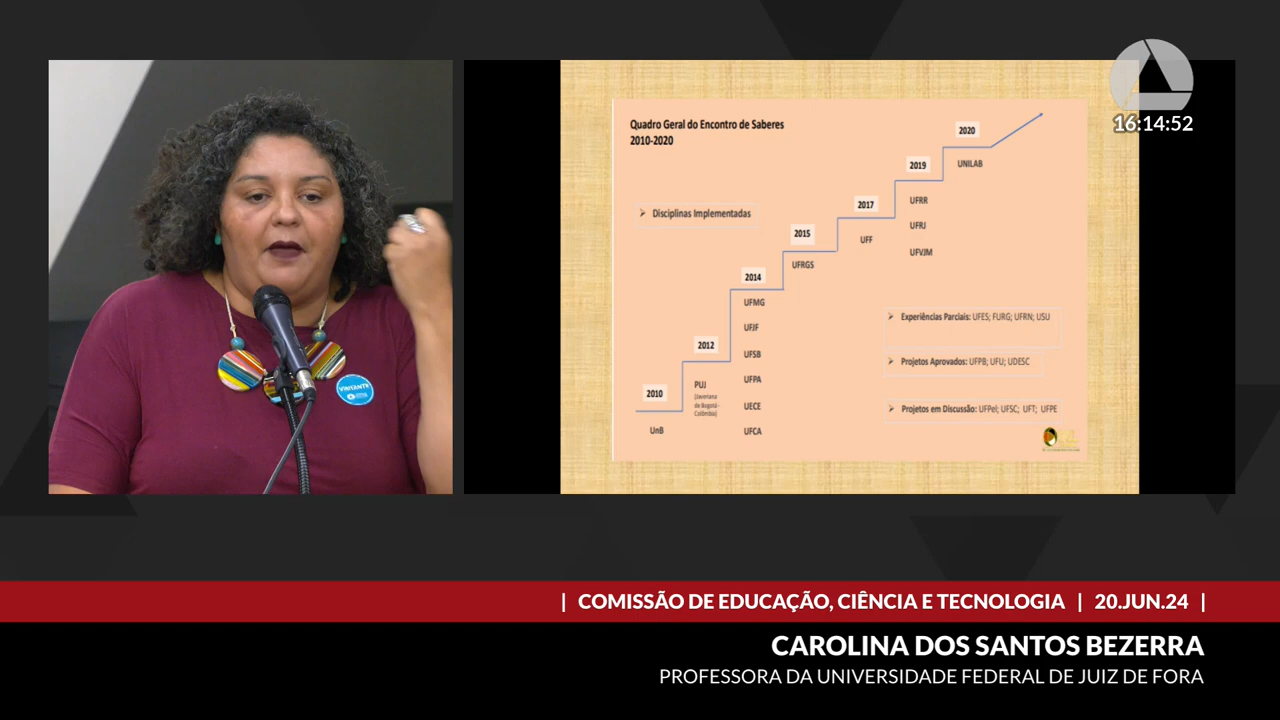 16:14:52
VISITANTE
Quadro Geral do Encontro de Saberes
2010-2020
➢ Disciplinas Implementadas
2010
UnB
2012
PUJ
[Javeriana
de Bogotá-
Colômbia]
2014
UFMG
UFJF
UFSB
UFPA
UECE
UFCA
2015
UFRGS
2017
UFF
2019
UFRR
UFRJ
UFVJM
2020
UNILAB
➢ Experiências Parciais: UFES; FURG; UFRN; USU
➢ Projetos Aprovados: UFPB; UFU; UDESC
➢ Projetos em Discussão: UFPel; UFSC; UFT; UFPE
| COMISSÃO DE EDUCAÇÃO, CIÊNCIA E TECNOLOGIA | 20.JUN.24 |
CAROLINA DOS SANTOS BEZERRA
PROFESSORA DA UNIVERSIDADE FEDERAL DE JUIZ DE FORA